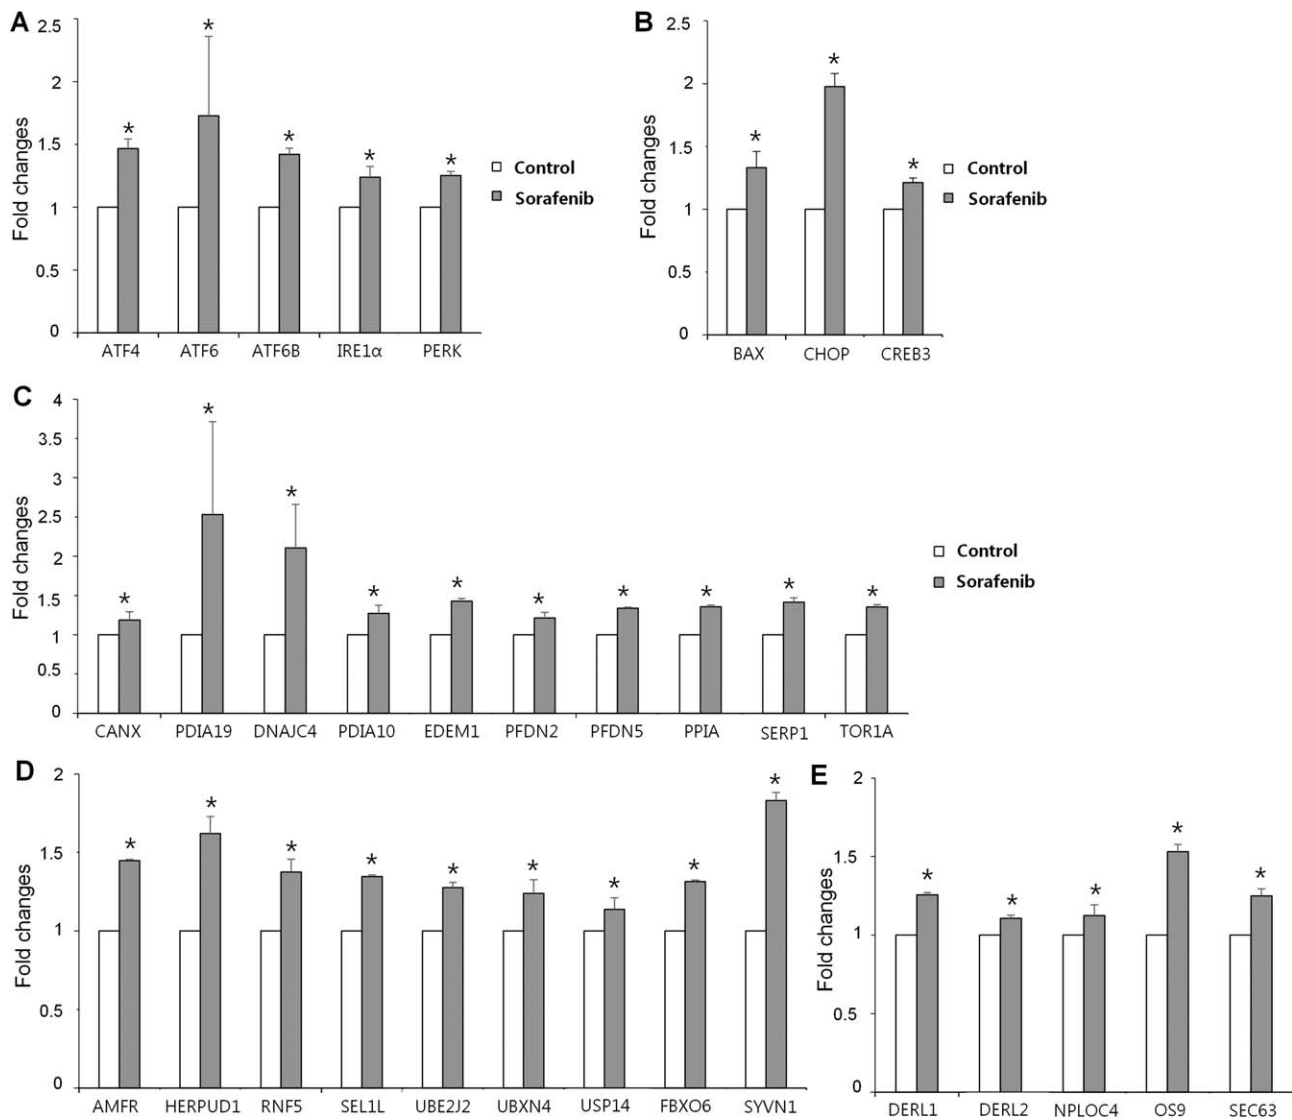 A
Fold changes
2.5
2
1.5
1
0.5
0
* * * * *
ATF4 ATF6 ATF6B IRE1α PERK
Control
Sorafenib
B
Fold changes
2.5
2
1.5
1
0.5
0
* * *
BAX CHOP CREB3
Control
Sorafenib
C
Fold changes
4
3.5
3
2.5
2
1.5
1
0.5
0
* * * * * * * * * *
CANX PDIA19 DNAJC4 PDIA10 EDEM1 PFDN2 PFDN5 PPIA SERP1 TOR1A
Control
Sorafenib
D
Fold changes
2
1.5
1
0.5
0
* * * * * * * * *
AMFR HERPUD1 RNF5 SEL1L UBE2J2 UBXN4 USP14 FBXO6 SYVN1
E
Fold changes
2
1.5
1
0.5
0
* * * * *
DERL1 DERL2 NPLOC4 OS9 SEC63